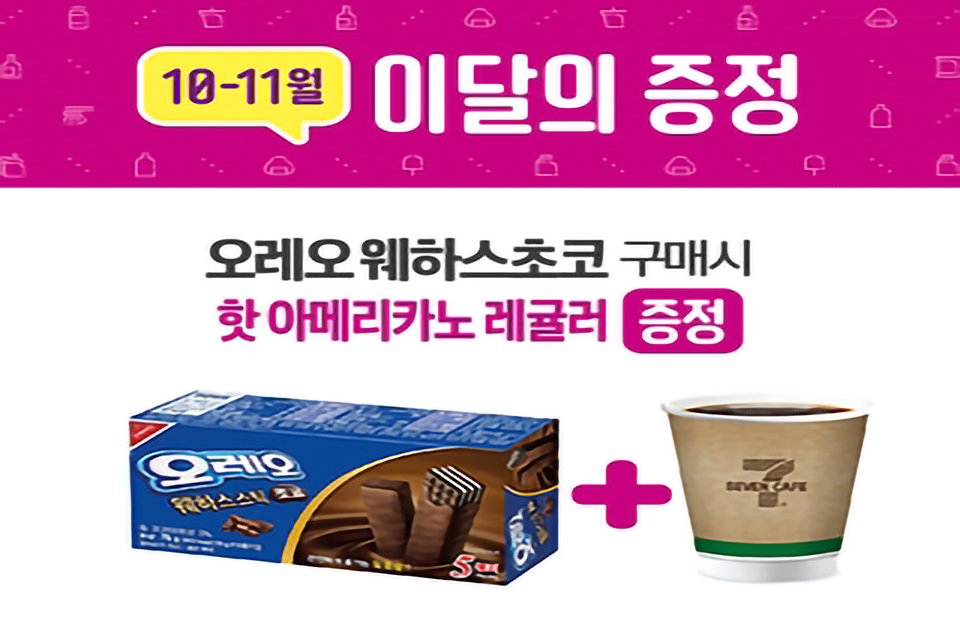 10-11월 이달의 증정
오레오 웨하스초코 구매시
핫 아메리카노 레귤러 증정
오레오
웨하스스틱
5
7
SEVEN CAFE